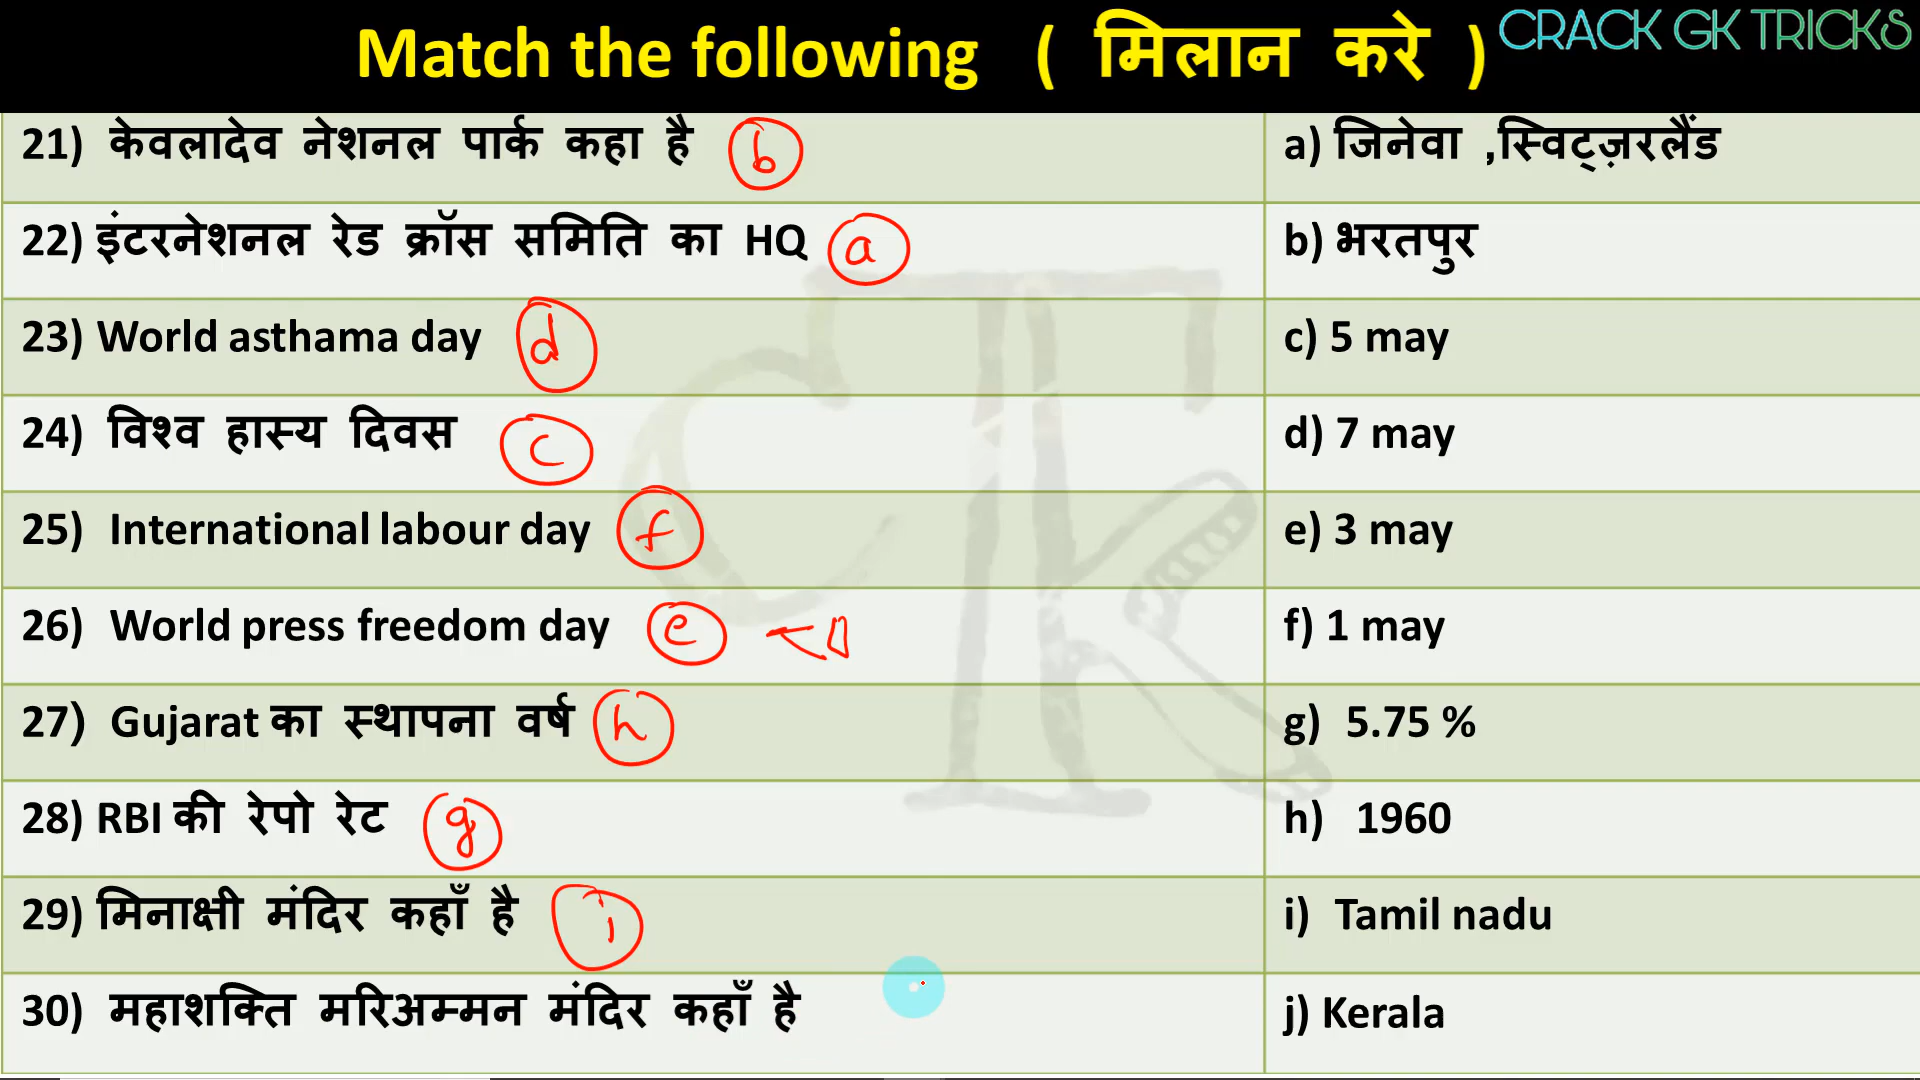 Match the following ( मिलान करे )
CRACK GK TRICKS
21) केवलादेव नेशनल पार्क कहा है b
a) जिनेवा ,स्विट्ज़रलैंड
22) इंटरनेशनल रेड क्रॉस समिति का HQ a
b) भरतपुर
23) World asthama day d
c) 5 may
24) विश्व हास्य दिवस c
d) 7 may
25) International labour day f
e) 3 may
26) World press freedom day e
f) 1 may
27) Gujarat का स्थापना वर्ष h
g) 5.75 %
28) RBI की रेपो रेट g
h) 1960
29) मिनाक्षी मंदिर कहाँ है i
i) Tamil nadu
30) महाशक्ति मरिअम्मन मंदिर कहाँ है
j) Kerala